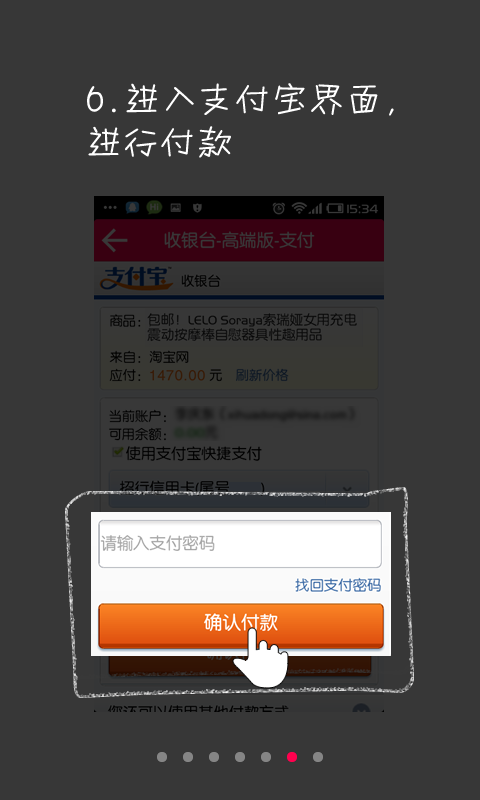 6.进入支付宝界面，
进行付款
15:34
收银台-高端版-支付
支付宝 收银台
商品：包邮！LELO Soraya索瑞娅女用充电
震动按摩棒自慰器具性趣用品
来自：淘宝网
应付：1470.00 元 刷新价格
当前账户：
可用余额：
使用支付宝快捷支付
招行信用卡(尾号 )
请输入支付密码
找回支付密码
确认付款
您还可以使用其他付款方式